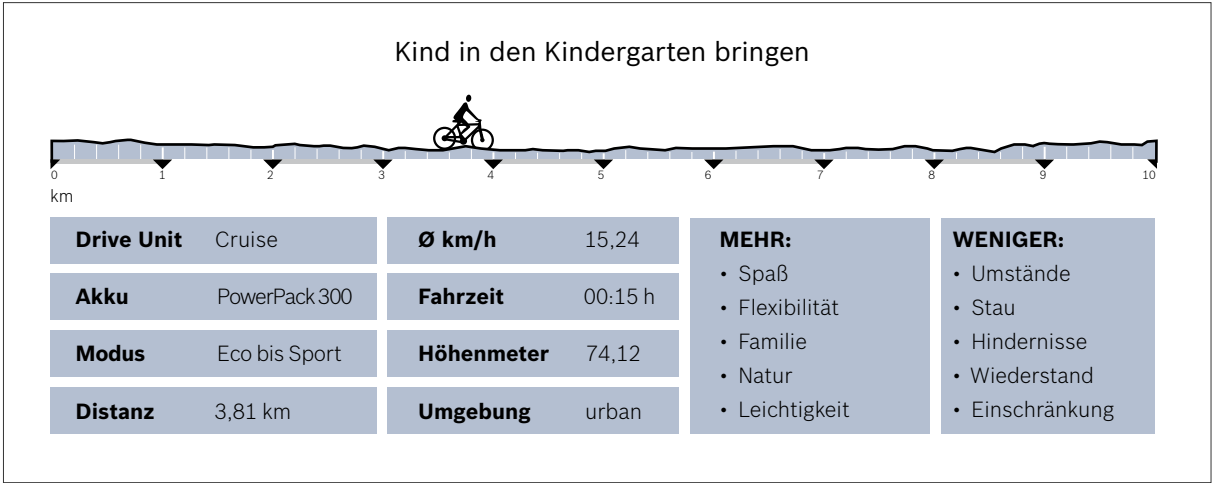 Kind in den Kindergarten bringen
0 1 2 3 4 5 6 7 8 9 10
km
Drive Unit Cruise
Akku PowerPack 300
Modus Eco bis Sport
Distanz 3,81 km
Ø km/h 15,24
Fahrzeit 00:15 h
Höhenmeter 74,12
Umgebung urban
MEHR:
• Spaß
• Flexibilität
• Familie
• Natur
• Leichtigkeit
WENIGER:
• Umstände
• Stau
• Hindernisse
• Wiederstand
• Einschränkung